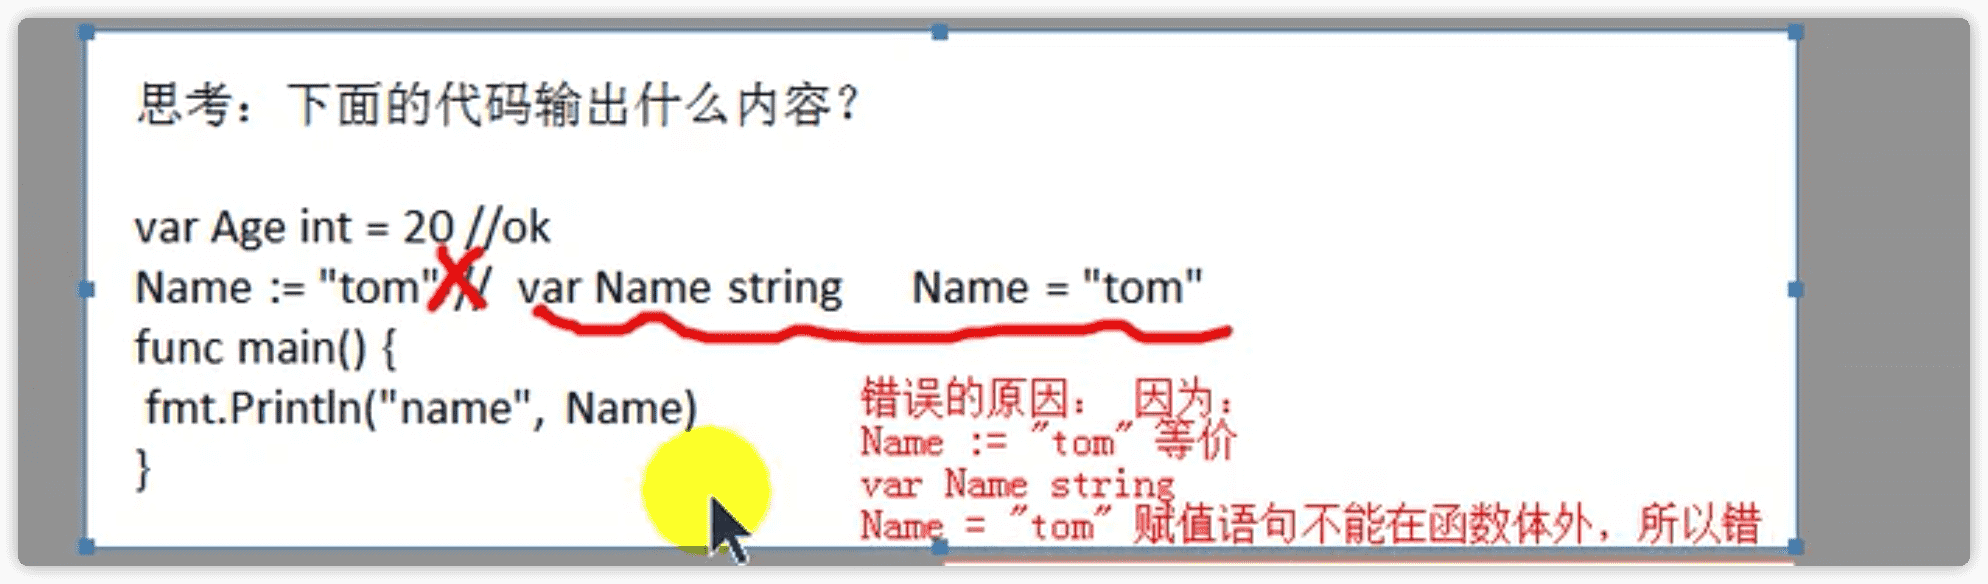 思考：下面的代码输出什么内容？
var Age int = 20 //ok
Name := "tom" // var Name string Name = "tom"
func main() {
fmt.Println("name", Name)
}
错误的原因： 因为：
Name := "tom" 等价
var Name string
Name = "tom" 赋值语句不能在函数体外，所以错